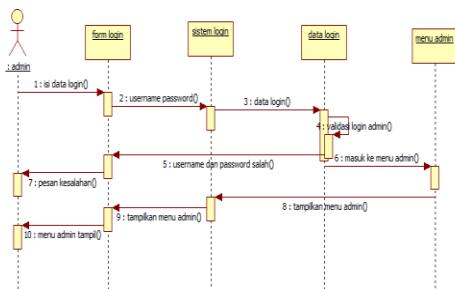 form login
sistem login
data login
menu admin
: admin
1 : isi data login()
2 : username password()
3 : data login()
4 : validasi login admin()
5 : username dan password salah()
6 : masuk ke menu admin()
7 : pesan kesalahan()
8 : tampilkan menu admin()
9 : tampilkan menu admin()
10 : menu admin tampil()